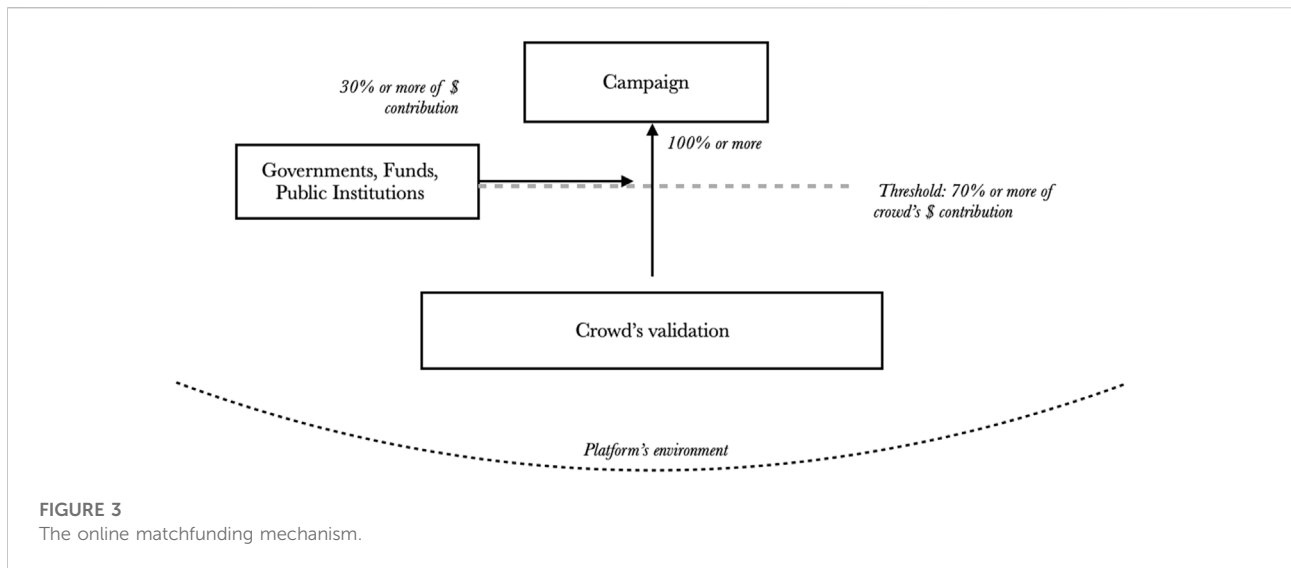 30% or more of $
contribution
Campaign
100% or more
Governments, Funds,
Public Institutions
Threshold: 70% or more of
crowd's $ contribution
Crowd's validation
Platform's environment
FIGURE 3
The online matchfunding mechanism.